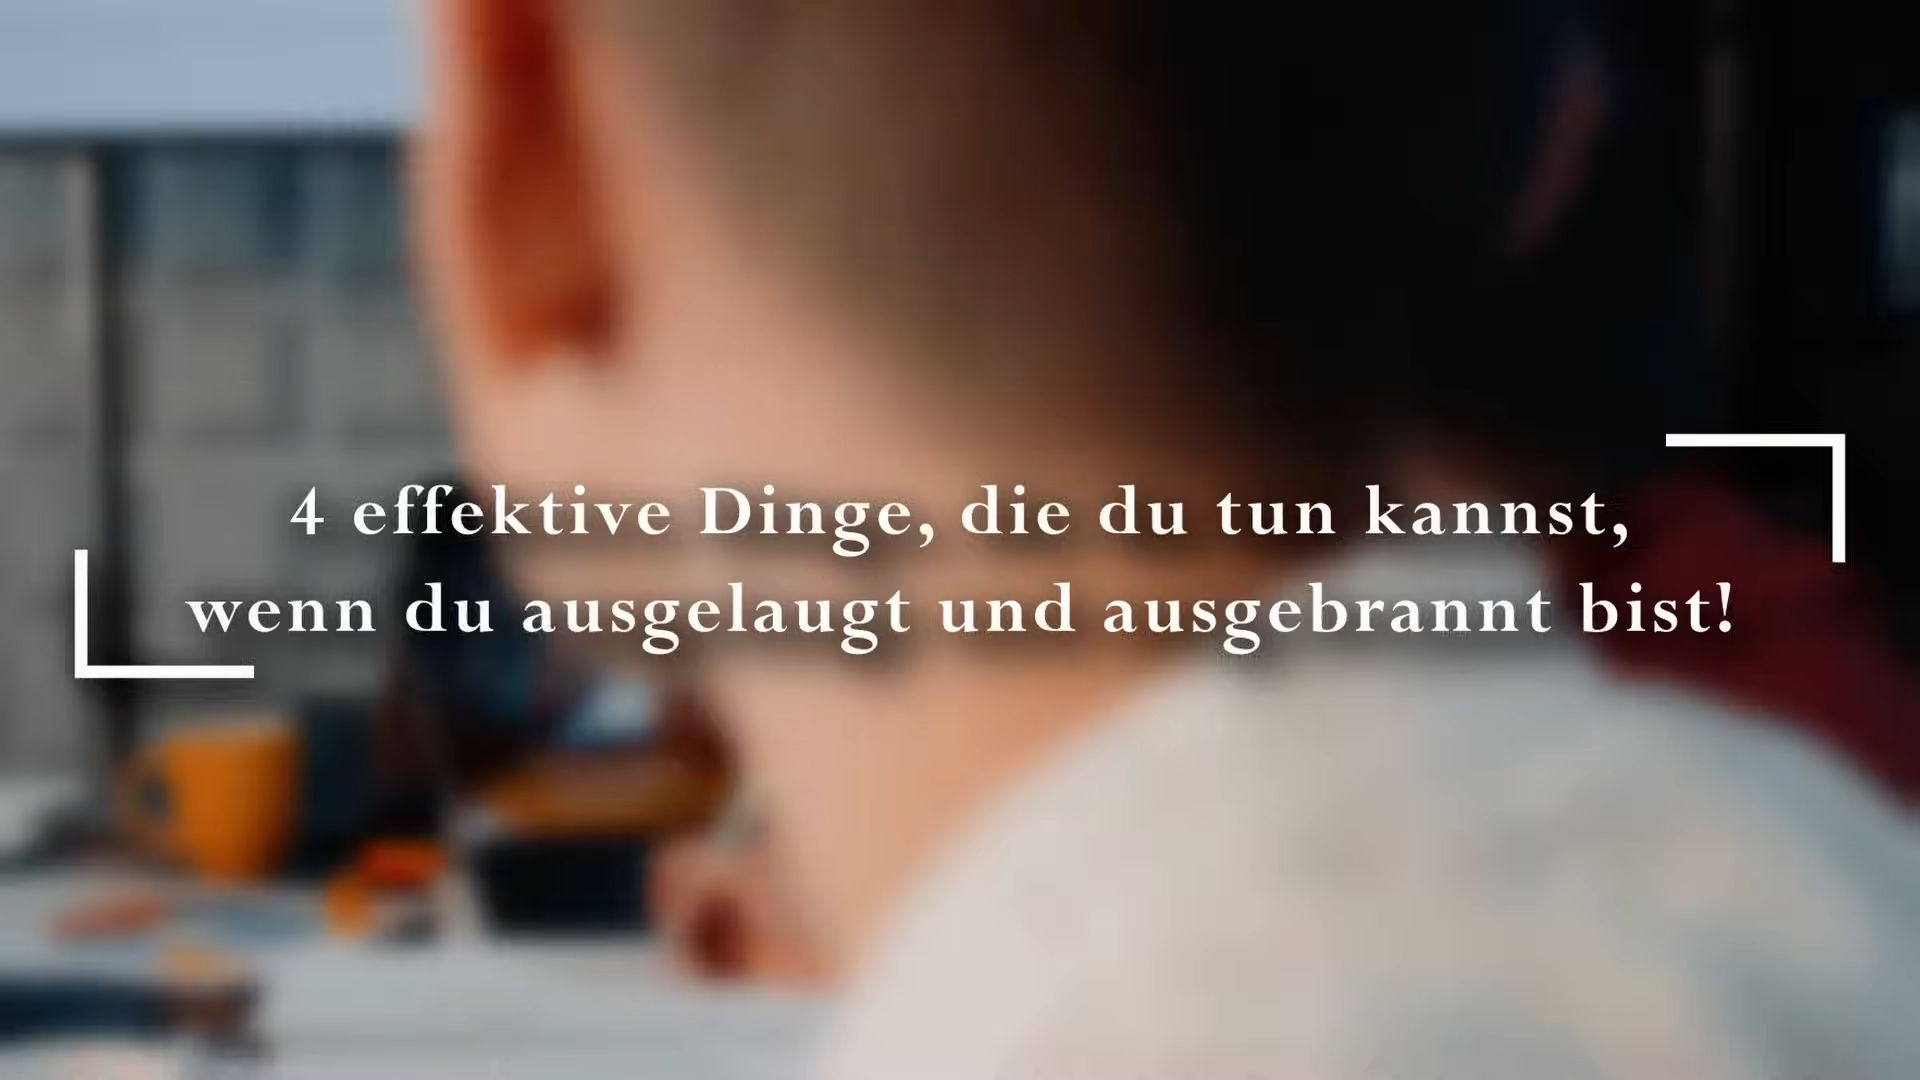 4 effektive Dinge, die du tun kannst,
wenn du ausgelaugt und ausgebrannt bist!